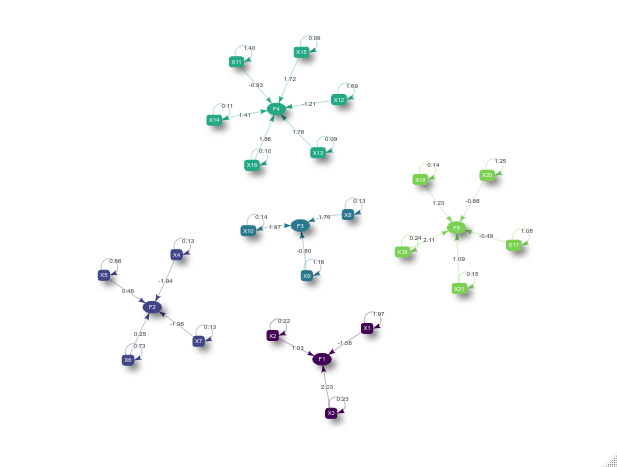 1.40
X11
0.09
X15
-0.93
1.72
1.69
X12
-1.21
0.11
X14
1.41
F4
1.86
1.76
0.10
X16
0.09
X13
0.14
X19
1.25
X20
1.23
-0.66
0.13
X8
-1.76
0.14
X10
1.97
F3
-0.80
1.16
X9
F5
0.24
2.11
X18
-0.49
1.08
X17
1.09
0.15
X21
0.13
X4
0.66
X5
-1.94
0.46
F2
0.25
-1.96
0.13
X7
0.73
X6
0.22
X2
1.97
X1
1.03
-1.58
F1
2.03
0.23
X3